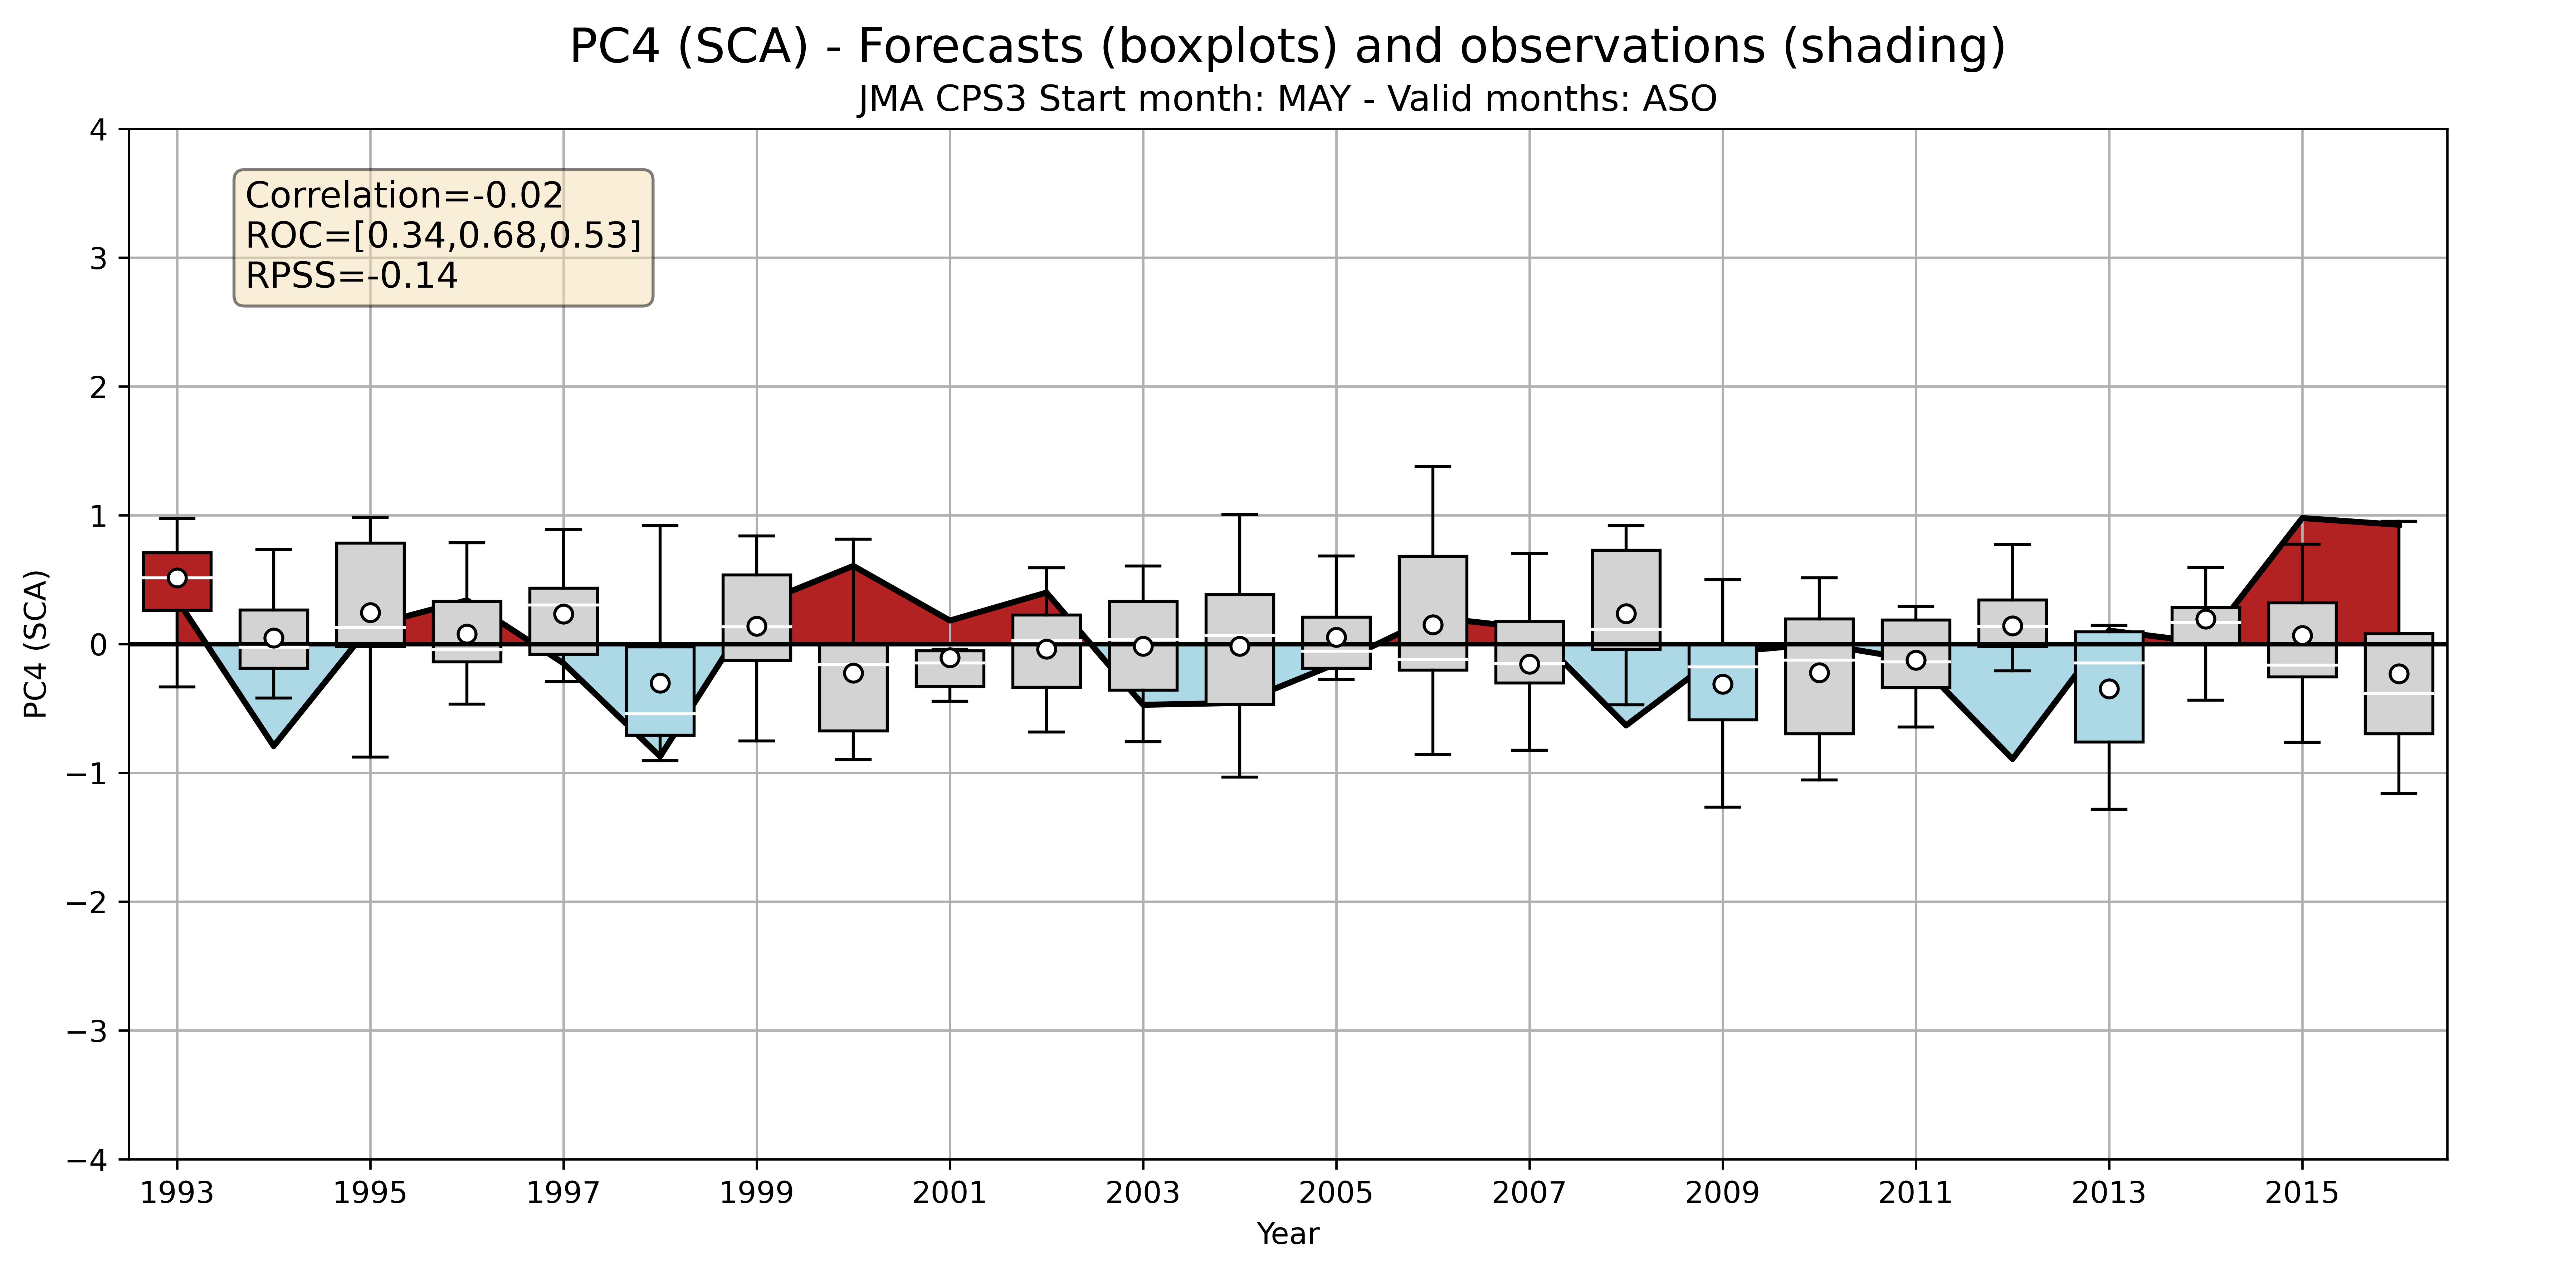 PC4 (SCA) - Forecasts (boxplots) and observations (shading)
JMA CPS3 Start month: MAY - Valid months: ASO
Correlation=-0.02
ROC=[0.34,0.68,0.53]
RPSS=-0.14
PC4 (SCA)
4
3
2
1
0
−1
−2
−3
−4
1993 1995 1997 1999 2001 2003 2005 2007 2009 2011 2013 2015
Year